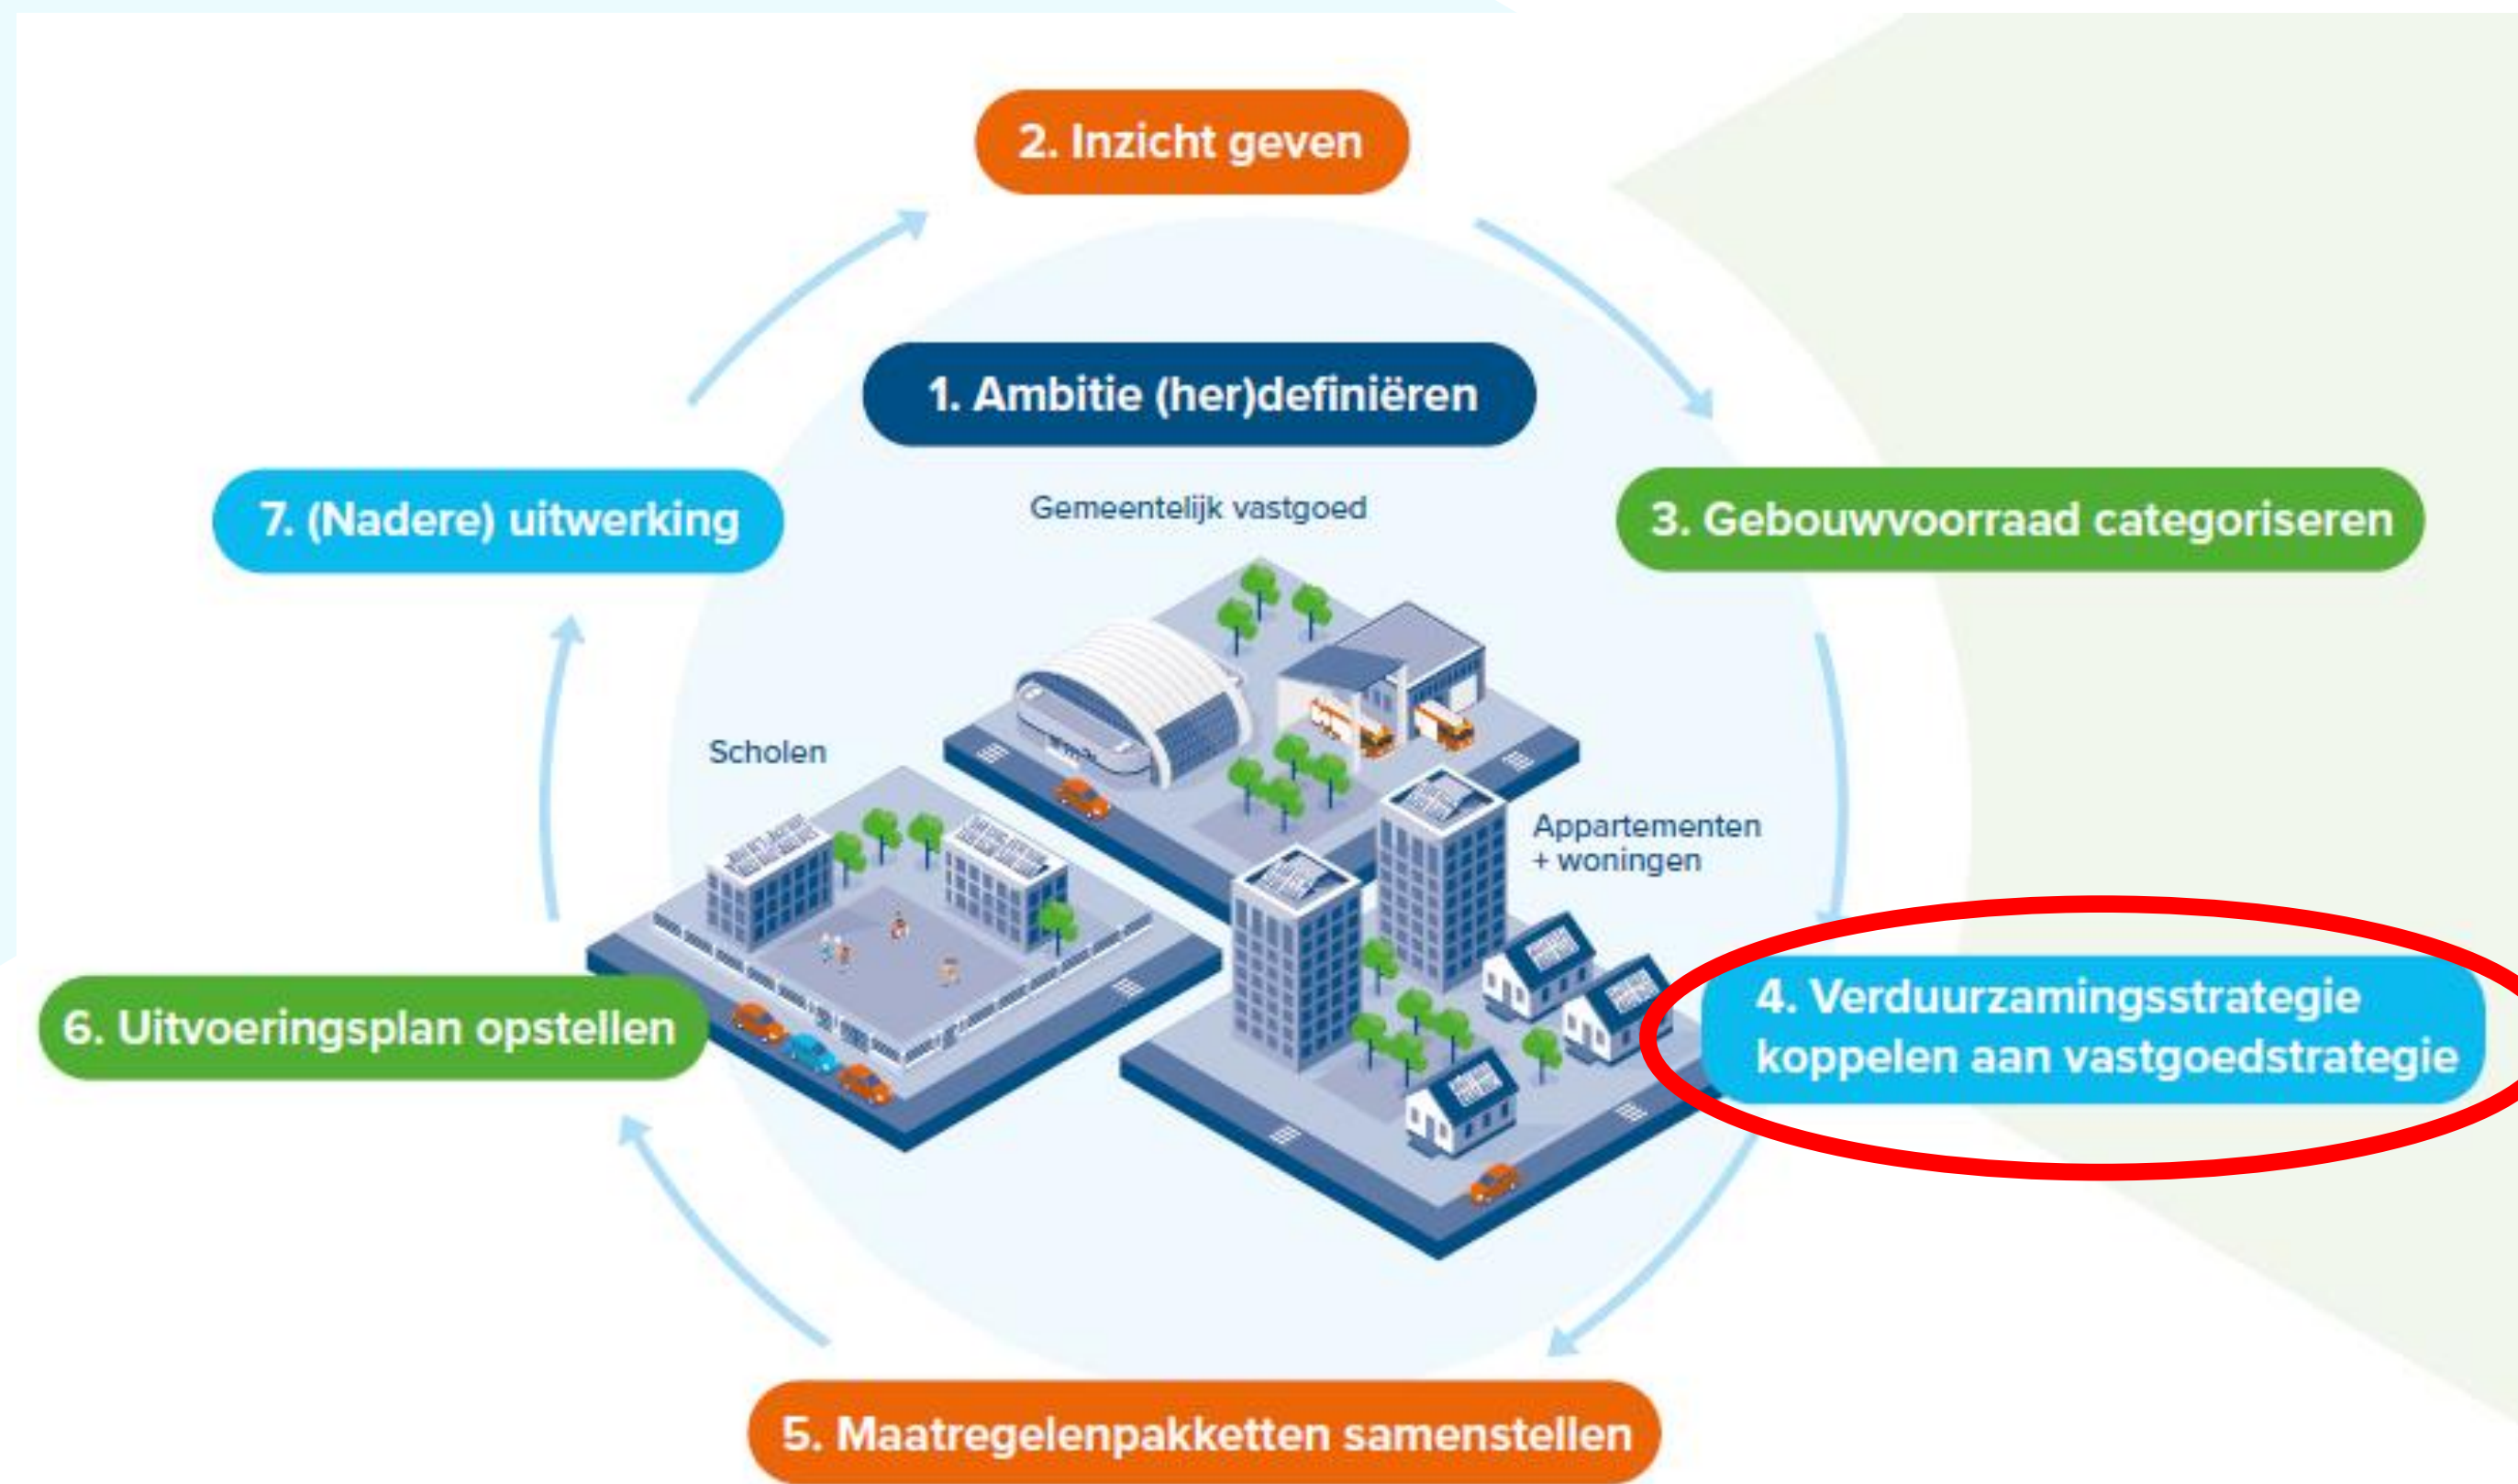 2. Inzicht geven
1. Ambitie (her)definiëren
7. (Nadere) uitwerking
Gemeentelijk vastgoed
3. Gebouwvoorraad categoriseren
Scholen
Appartementen
+ woningen
4. Verduurzamingsstrategie
koppelen aan vastgoedstrategie
6. Uitvoeringsplan opstellen
5. Maatregelenpakketten samenstellen